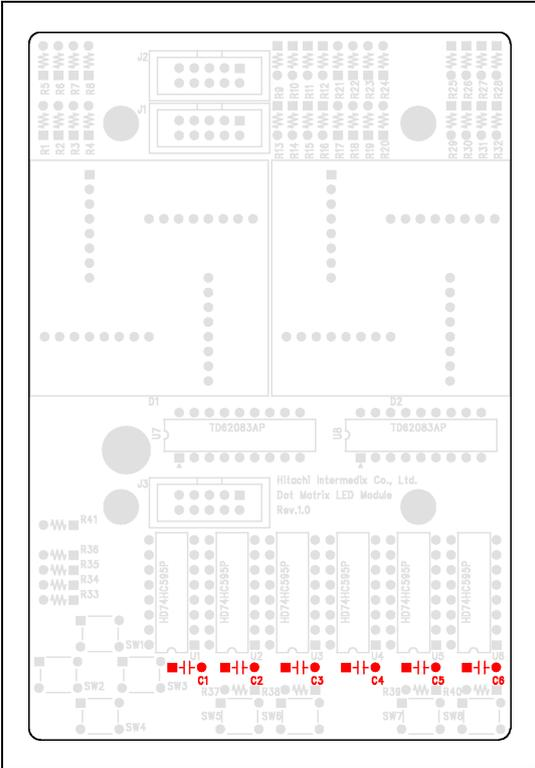 J2
R5 R6 R7 R8
R9 R10 R11 R12 R21 R22 R23 R24
R25 R26 R27 R28
J1
R1 R2 R3 R4
R13 R14 R15 R16 R17 R18 R19 R20
R29 R30 R31 R32
D1
D2
U7
TD62083AP
U8
TD62083AP
J3
Hitachi Intermedix Co., Ltd.
Dot Matrix LED Module
Rev.1.0
R41
R36
R35
R34
R33
HD74HC595P
HD74HC595P
HD74HC595P
HD74HC595P
HD74HC595P
HD74HC595P
SW1
U1
U2
U3
U4
U5
U6
C1
C2
C3
C4
C5
C6
SW2
SW3
R37
R38
R39
R40
SW4
SW5
SW6
SW7
SW8